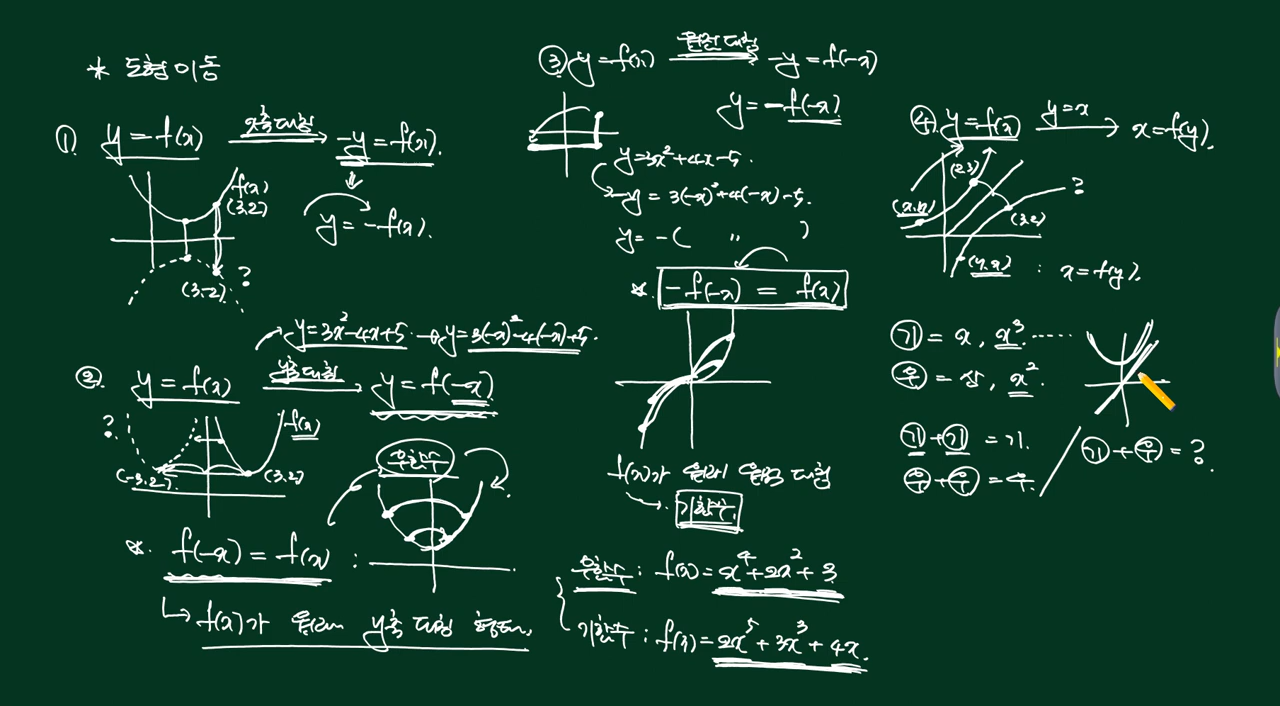 * 도형이동
① y=f(x) x축대칭 → -y=f(x).
y=-f(x).
f(x)
(3,2)
(3,-2)
?
y=3x²-4x+5 → y=3(-x)²-4(-x)+5.
② y=f(x) y축대칭 → y=f(-x)
?
f(x)
(-3,2)
(3,2)
우함수
*. f(-x)=f(x) :
↳ f(x)가 원래 y축 대칭 형태.
③ y=f(x) 원점대칭 → -y=f(-x)
y=-f(-x)
y=3x²+4x-5.
-y=3(-x)²+4(-x)-5.
y=-( 〃 )
*. -f(-x) = f(x)
f(x)가 원래 원점 대칭
→ 기함수.
우함수 : f(x)=x⁴+2x²+3
기함수 : f(x)=2x⁵+3x³+4x.
④ y=f(x) y=x → x=f(y).
(2,3)
?
(x,y)
(3,2)
(y,x) : x=f(y).
기 = x, x³.....
우 = 상, x².
기+기 = 기.
우+우 = 우.
기+우 = ?